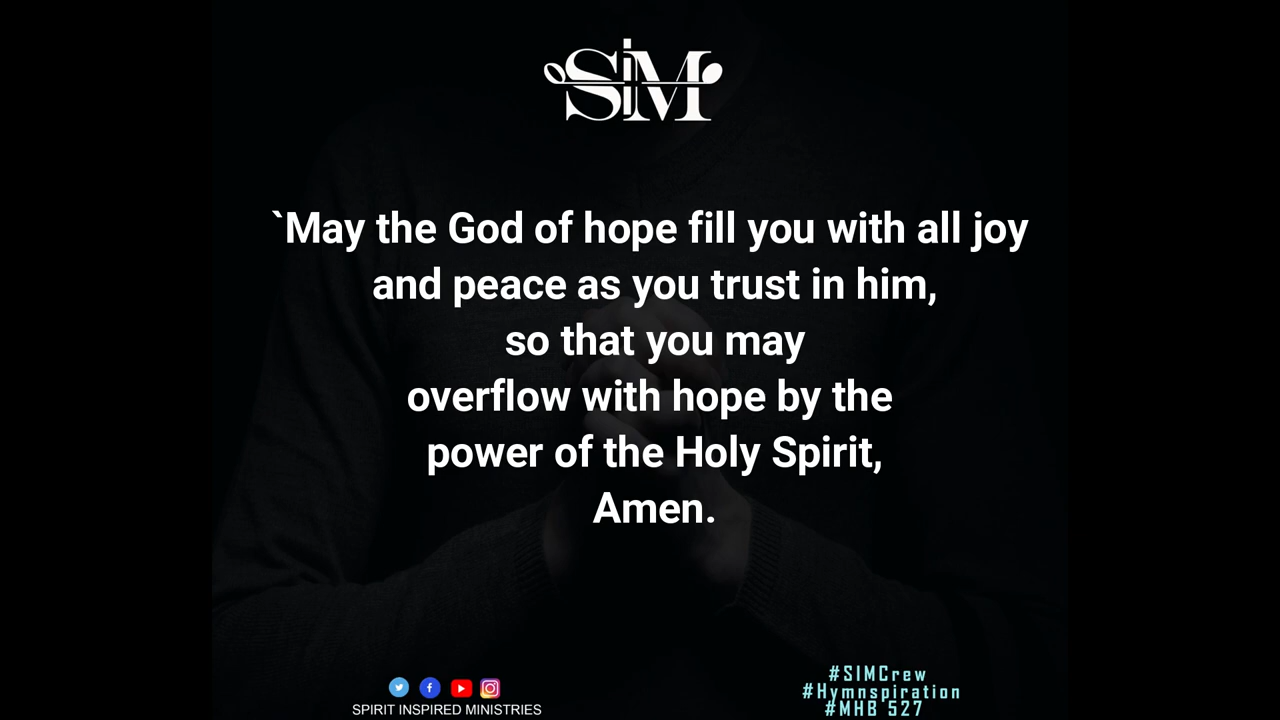 SiM
`May the God of hope fill you with all joy
and peace as you trust in him,
so that you may
overflow with hope by the
power of the Holy Spirit,
Amen.
SPIRIT INSPIRED MINISTRIES
#SIMCrew
#Hymnspiration
#MHB 527